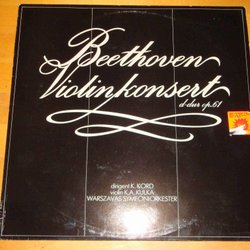 Beethoven
Violinkonsert
d-dur op.61
dirigent K. KORD
violin K.A. KULKA
WARSZAVAS SYMFONIORKESTER